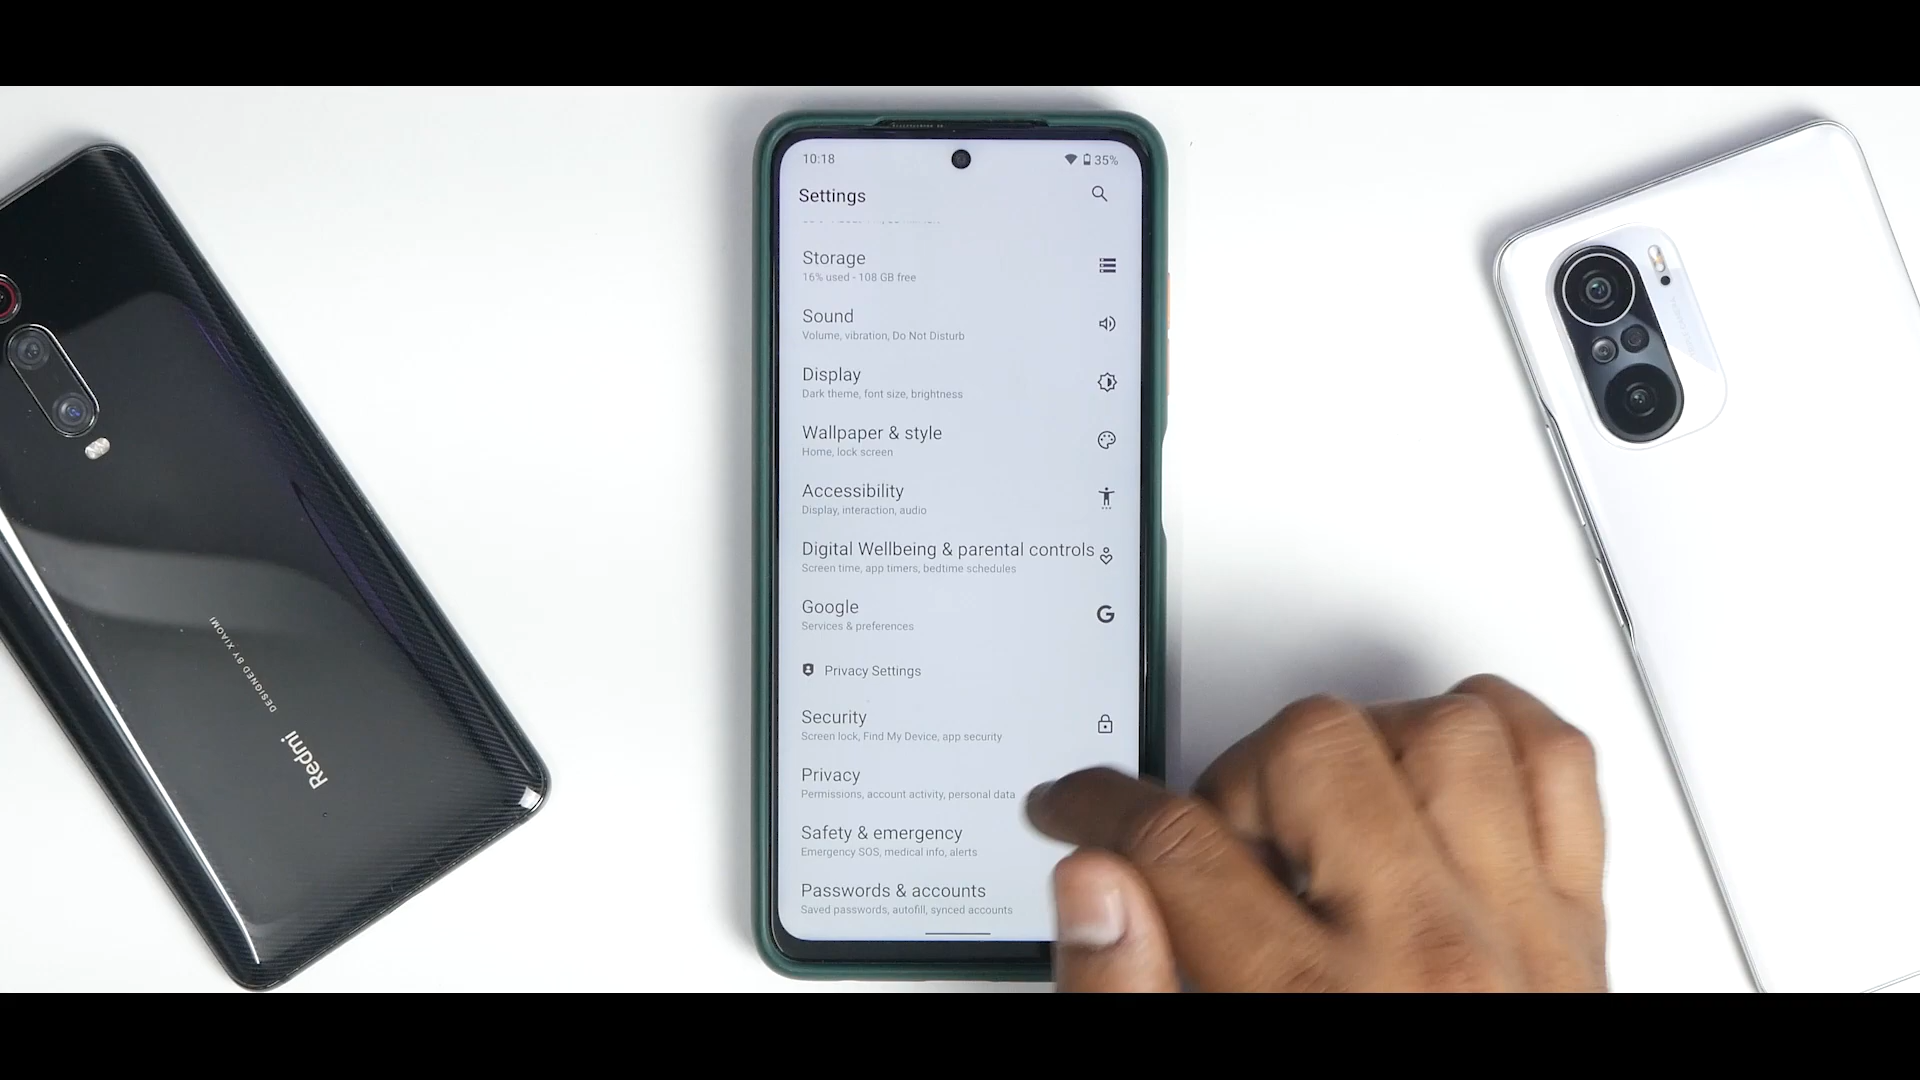 10:18
35%
Settings
Storage
16% used - 108 GB free
Sound
Volume, vibration, Do Not Disturb
Display
Dark theme, font size, brightness
Wallpaper & style
Home, lock screen
Accessibility
Display, interaction, audio
Digital Wellbeing & parental controls
Screen time, app timers, bedtime schedules
Google
Services & preferences
Privacy Settings
Security
Screen lock, Find My Device, app security
Privacy
Permissions, account activity, personal data
Safety & emergency
Emergency SOS, medical info, alerts
Passwords & accounts
Saved passwords, autofill, synced accounts
Redmi
DESIGNED BY XIAOMI